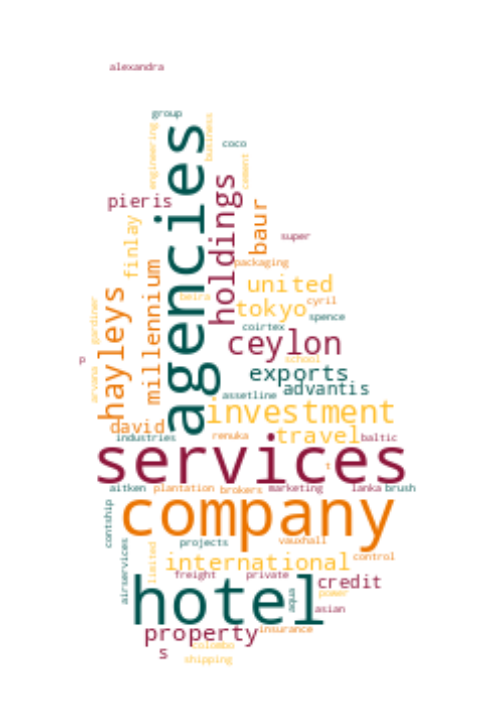 alexandra
group
engineering
business
coco
agencies
cement
holdings
pieris
baur
finlay
super
packaging
millennium
united
hayleys
beira
tokyo
cyril
gardiner
spence
coirtex
ceylon
p
school
exports
arvana
advantis
assetline
investment
david
travel
industries
renuka
baltic
services
t
aitken
plantation
brokers
marketing
lanka
brush
company
contship
projects
vauxhall
airservices
limited
international
control
freight
private
credit
hotel
aqua
power
asian
property
insurance
s
colombo
shipping